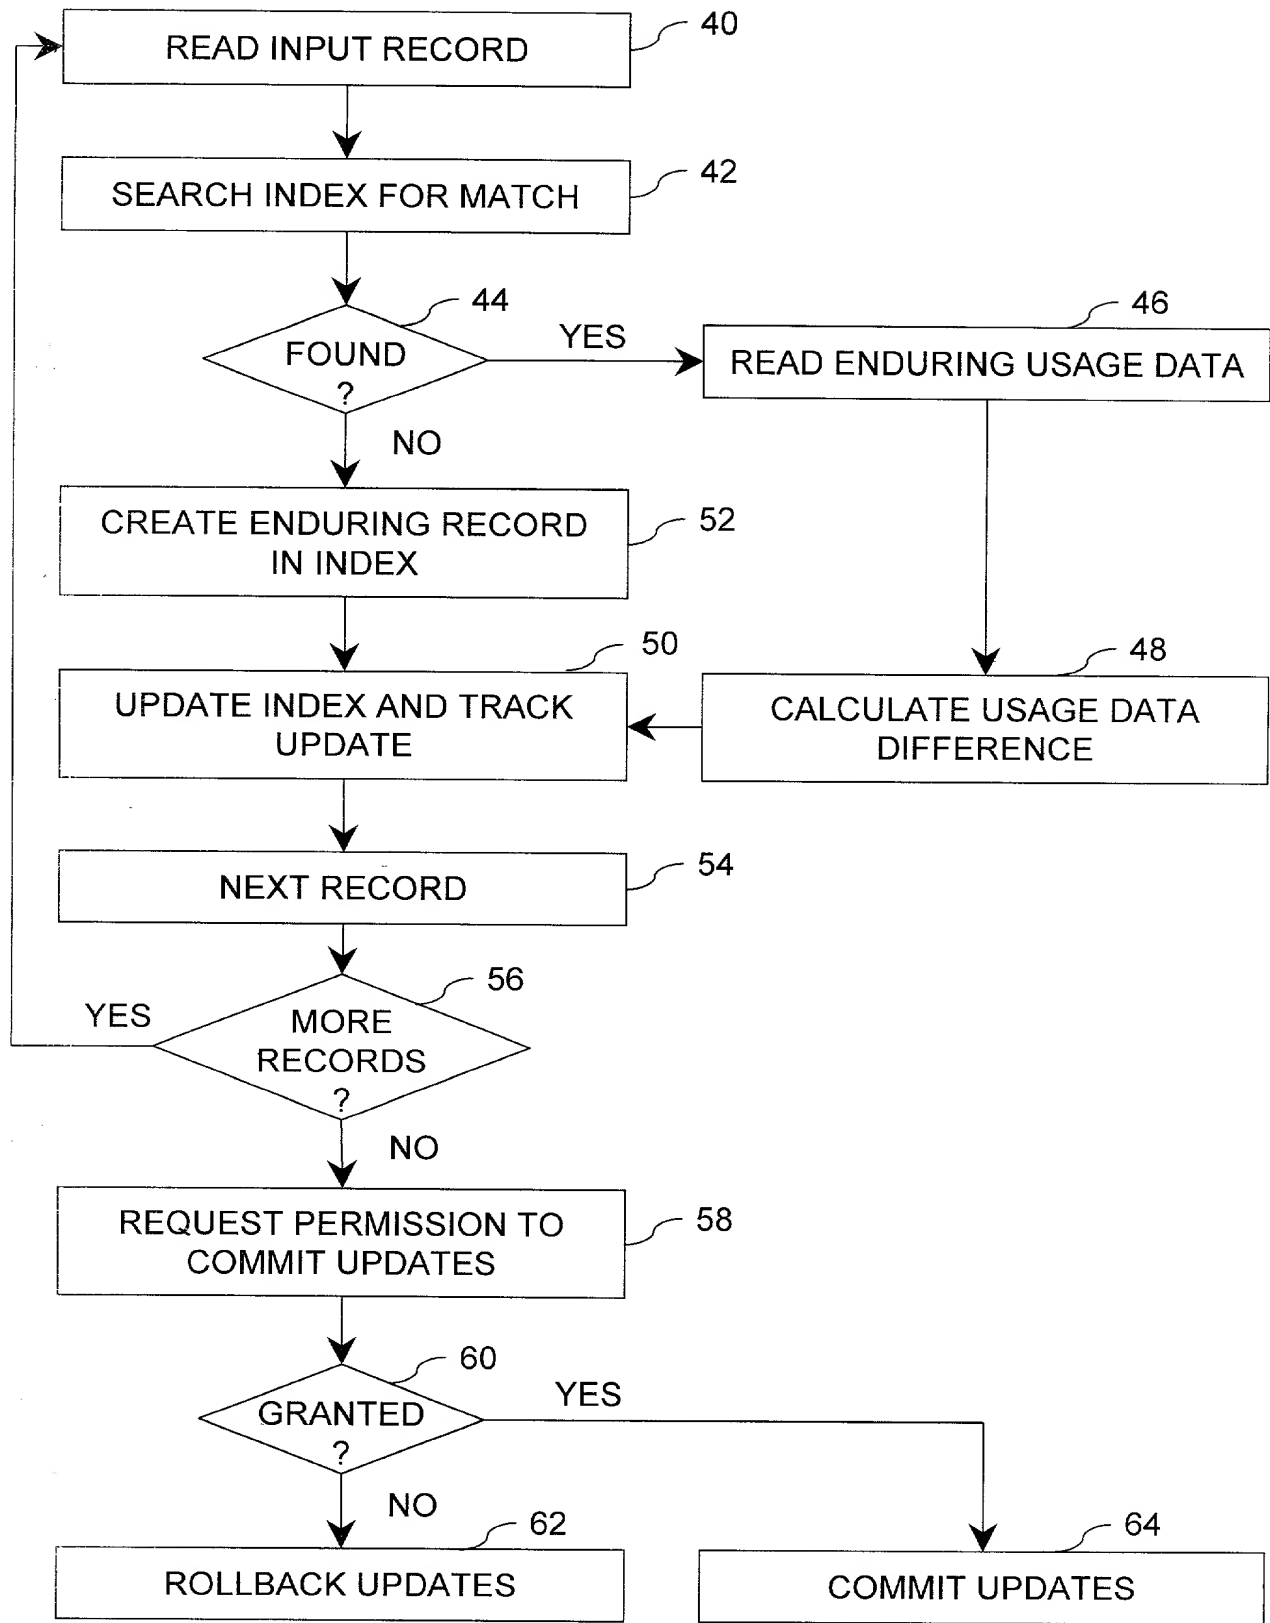 READ INPUT RECORD
40
SEARCH INDEX FOR MATCH
42
44
FOUND
?
YES
46
READ ENDURING USAGE DATA
NO
CREATE ENDURING RECORD
IN INDEX
52
50
UPDATE INDEX AND TRACK
UPDATE
48
CALCULATE USAGE DATA
DIFFERENCE
NEXT RECORD
54
56
YES
MORE
RECORDS
?
NO
REQUEST PERMISSION TO
COMMIT UPDATES
58
60
GRANTED
?
YES
NO
62
ROLLBACK UPDATES
64
COMMIT UPDATES